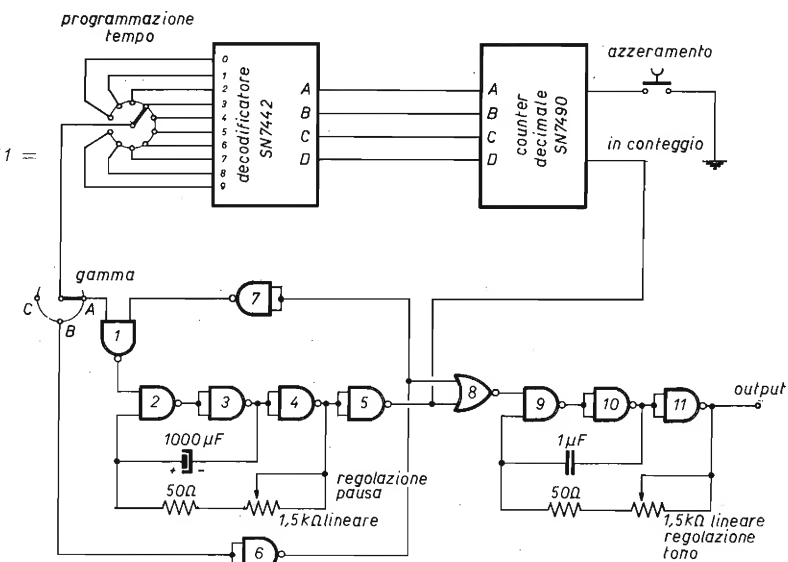 programmazione
tempo
0
1
2
3
4
5
6
7
8
9
decodificatore
SN7442
A
B
C
D
A
B
C
D
counter
decimale
SN7490
azzeramento
in conteggio
1 =
gamma
C
A
B
1
7
2
3
4
5
8
9
10
11
output
1000 μF
+ -
50Ω
1,5kΩ lineare
regolazione
pausa
1μF
50Ω
1,5kΩ lineare
regolazione
tono
6